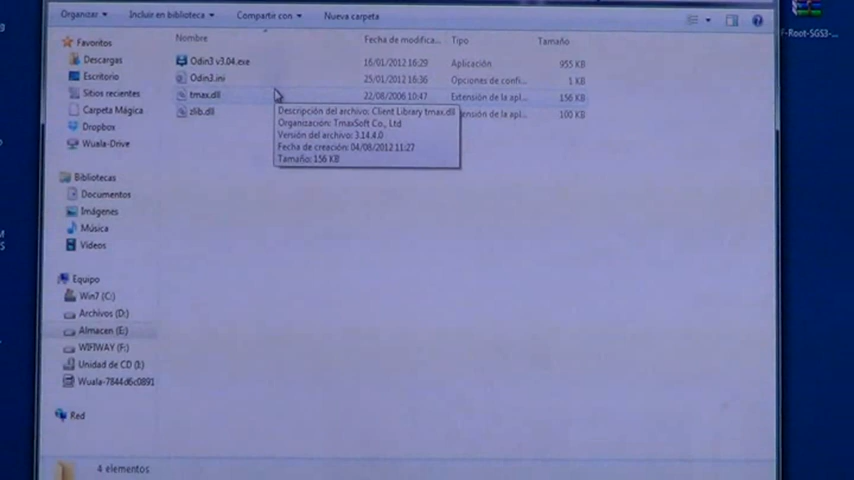 Organizar
Incluir en biblioteca
Compartir con
Nueva carpeta
F-Root-SGS3-...
Nombre
Fecha de modifica...
Tipo
Tamaño
Favoritos
Descargas
Escritorio
Sitios recientes
Carpeta Mágica
Dropbox
Wuala-Drive
Odin3 v3.04.exe
16/01/2012 16:29
Aplicación
955 KB
Odin3.ini
25/01/2012 16:36
Opciones de confi...
1 KB
tmax.dll
22/08/2006 10:47
Extensión de la apl...
156 KB
zlib.dll
ensión de la apl...
100 KB
Descripción del archivo: Client Library tmax.dll
Organización: TmaxSoft Co., Ltd
Versión del archivo: 3.14.4.0
Fecha de creación: 04/08/2012 11:27
Tamaño: 156 KB
Bibliotecas
Documentos
Imágenes
Música
Vídeos
Equipo
Win7 (C:)
Archivos (D:)
Almacen (E:)
WIFIWAY (F:)
Unidad de CD (I:)
Wuala-7844d6c0891
Red
4 elementos